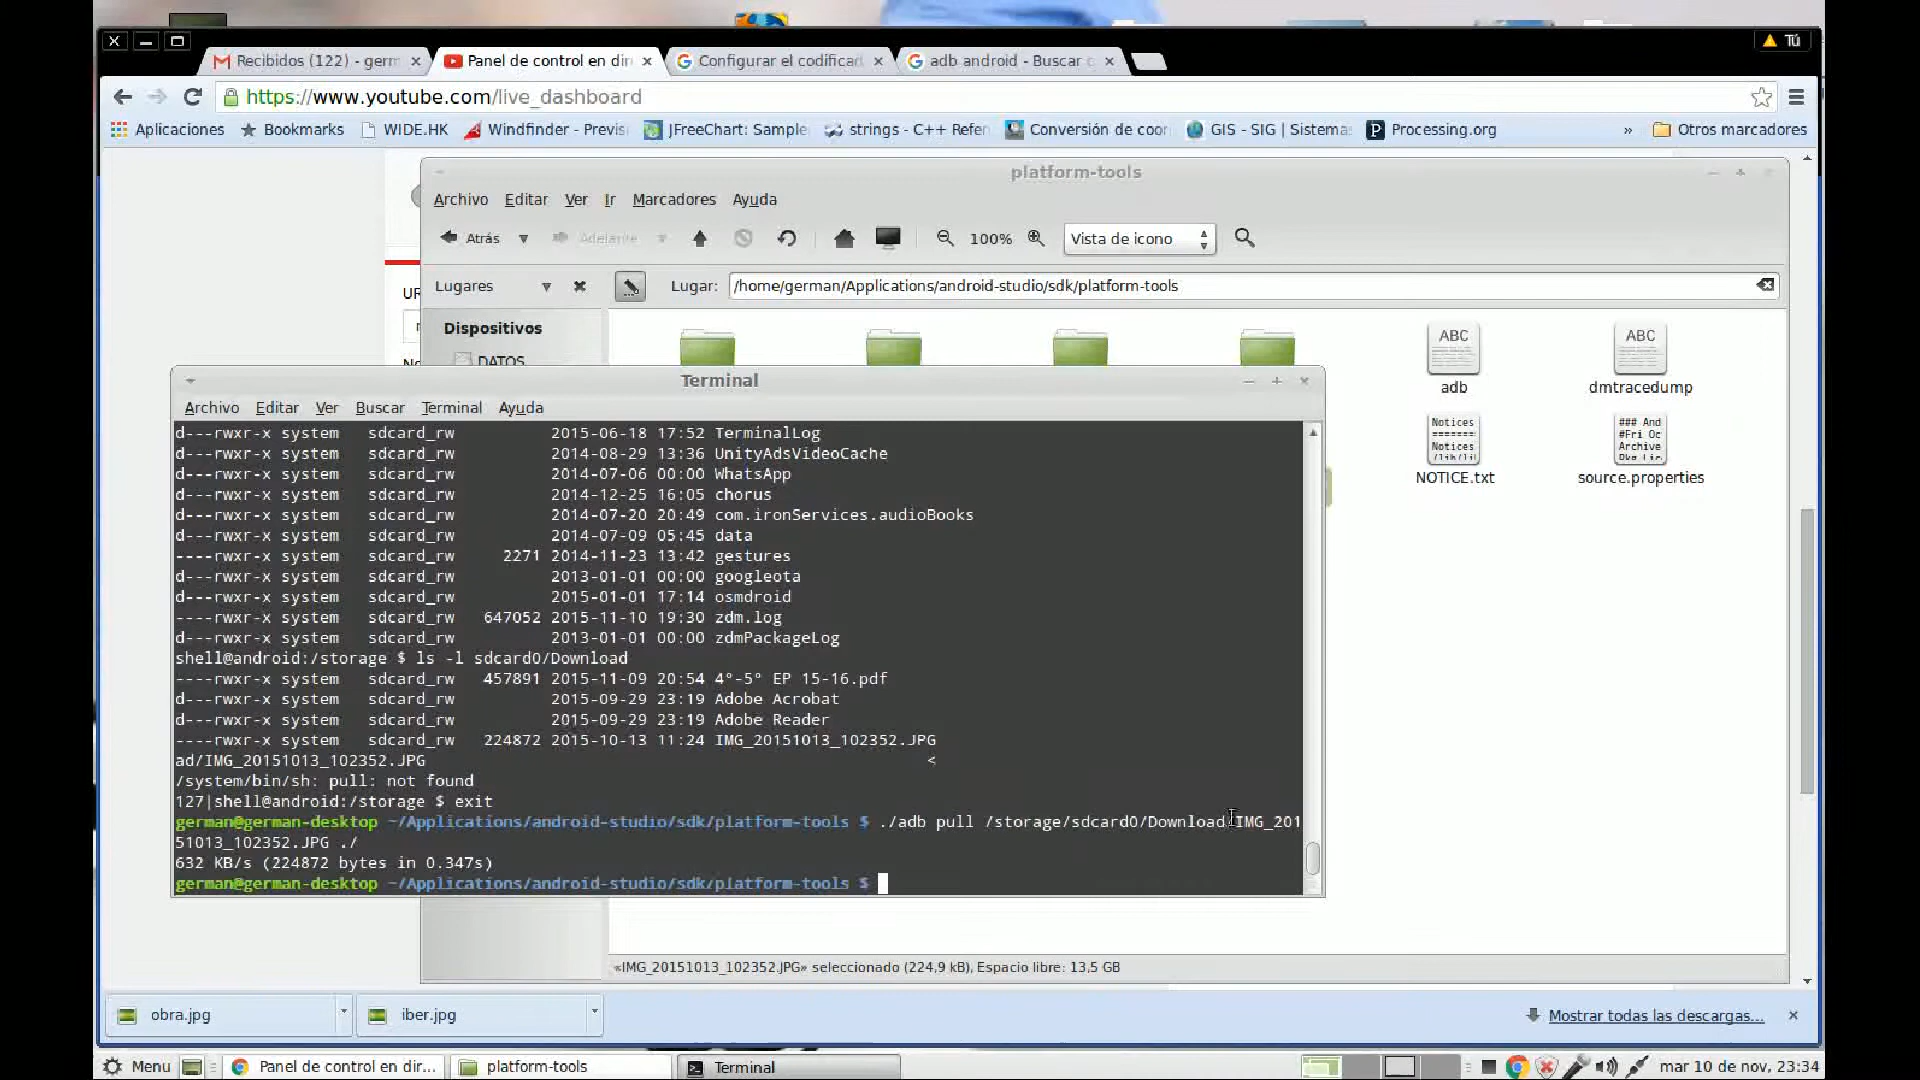 Tú
Recibidos (122) - germ
Panel de control en dir
Configurar el codificad
adb android - Buscar c
https://www.youtube.com/live_dashboard
Aplicaciones
Bookmarks
WIDE.HK
Windfinder - Previs
JFreeChart: Sample
strings - C++ Refer
Conversión de coor
GIS - SIG | Sistema
Processing.org
»
Otros marcadores
platform-tools
Archivo Editar Ver Ir Marcadores Ayuda
Atrás Adelante 100% Vista de icono
Lugares
Lugar: /home/german/Applications/android-studio/sdk/platform-tools
Dispositivos
DATOS
UR
ABC
adb
ABC
dmtracedump
Notices
=======
Notices
NOTICE.txt
### And
#Fri Oc
Archive
source.properties
Terminal
Archivo Editar Ver Buscar Terminal Ayuda
d---rwxr-x system sdcard_rw 2015-06-18 17:52 TerminalLog
d---rwxr-x system sdcard_rw 2014-08-29 13:36 UnityAdsVideoCache
d---rwxr-x system sdcard_rw 2014-07-06 00:00 WhatsApp
d---rwxr-x system sdcard_rw 2014-12-25 16:05 chorus
d---rwxr-x system sdcard_rw 2014-07-20 20:49 com.ironServices.audioBooks
d---rwxr-x system sdcard_rw 2014-07-09 05:45 data
----rwxr-x system sdcard_rw 2271 2014-11-23 13:42 gestures
d---rwxr-x system sdcard_rw 2013-01-01 00:00 googleota
d---rwxr-x system sdcard_rw 2015-01-01 17:14 osmdroid
----rwxr-x system sdcard_rw 647052 2015-11-10 19:30 zdm.log
d---rwxr-x system sdcard_rw 2013-01-01 00:00 zdmPackageLog
shell@android:/storage $ ls -l sdcard0/Download
----rwxr-x system sdcard_rw 457891 2015-11-09 20:54 4°-5° EP 15-16.pdf
d---rwxr-x system sdcard_rw 2015-09-29 23:19 Adobe Acrobat
d---rwxr-x system sdcard_rw 2015-09-29 23:19 Adobe Reader
----rwxr-x system sdcard_rw 224872 2015-10-13 11:24 IMG_20151013_102352.JPG
ad/IMG_20151013_102352.JPG <
/system/bin/sh: pull: not found
127|shell@android:/storage $ exit
german@german-desktop ~/Applications/android-studio/sdk/platform-tools $ ./adb pull /storage/sdcard0/Download/IMG_201
51013_102352.JPG ./
632 KB/s (224872 bytes in 0.347s)
german@german-desktop ~/Applications/android-studio/sdk/platform-tools $
«IMG_20151013_102352.JPG» seleccionado (224,9 kB), Espacio libre: 13,5 GB
obra.jpg
iber.jpg
Mostrar todas las descargas...
Menu
Panel de control en dir...
platform-tools
Terminal
mar 10 de nov, 23:34